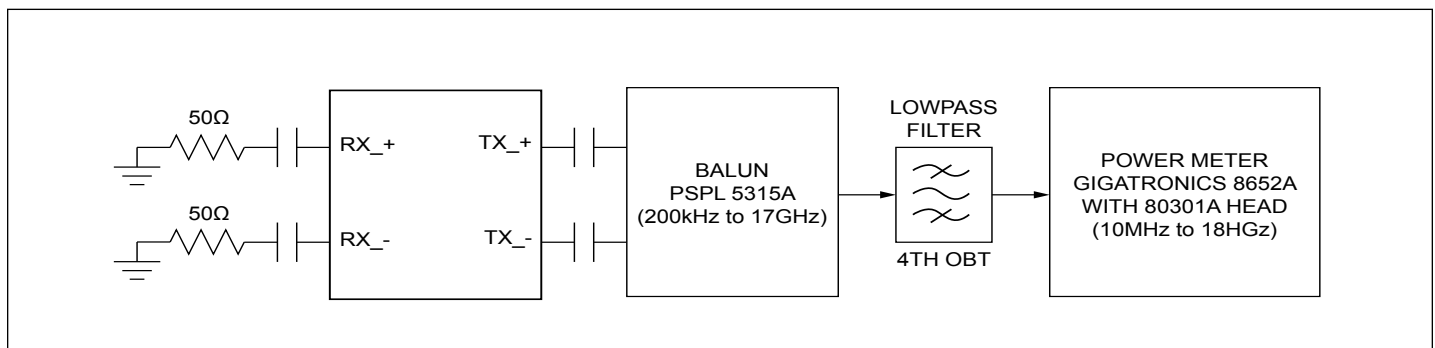 50Ω
RX_+
TX_+
50Ω
RX_-
TX_-
BALUN
PSPL 5315A
(200kHz to 17GHz)
LOWPASS
FILTER
4TH OBT
POWER METER
GIGATRONICS 8652A
WITH 80301A HEAD
(10MHz to 18HGz)